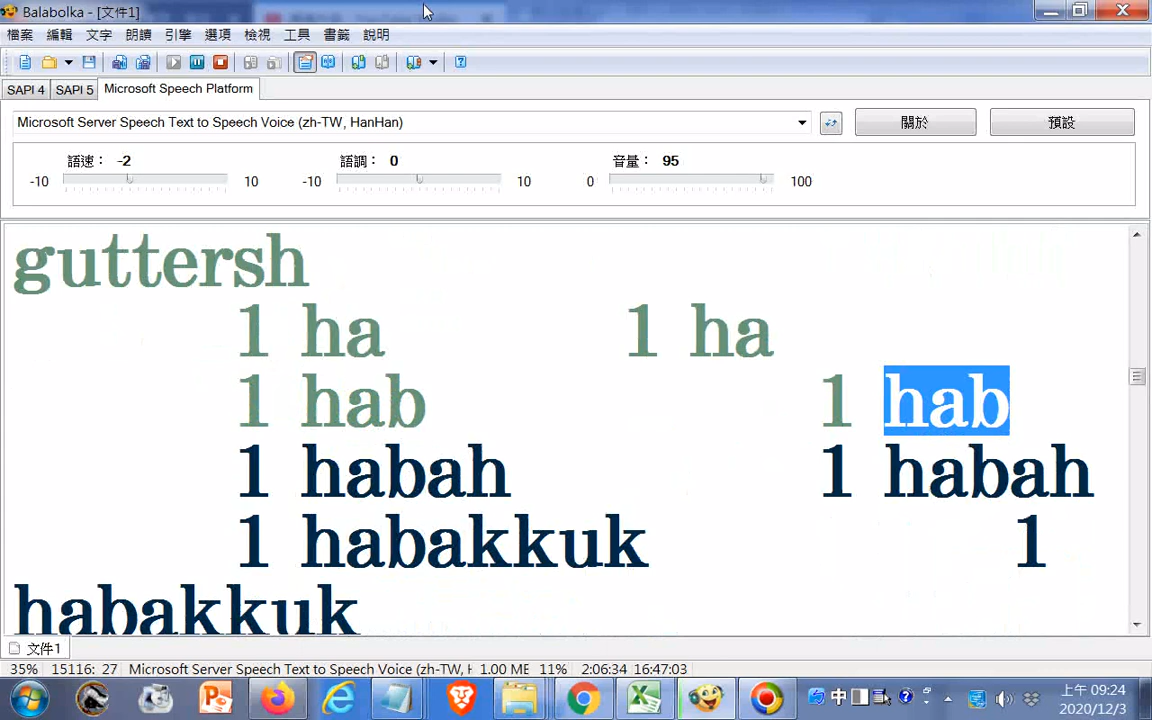 Balabolka - [文件1]
檔案 編輯 文字 朗讀 引擎 選項 檢視 工具 書籤 說明
SAPI 4 SAPI 5 Microsoft Speech Platform
Microsoft Server Speech Text to Speech Voice (zh-TW, HanHan) 關於 預設
語速： -2 語調： 0 音量： 95
-10 10 -10 10 0 100
guttersh
1 ha 1 ha
1 hab 1 hab
1 habah 1 habah
1 habakkuk 1
habakkuk
文件1
35% 15116: 27 Microsoft Server Speech Text to Speech Voice (zh-TW, H 1.00 ME 11% 2:06:34 16:47:03
中 上午 09:24
2020/12/3